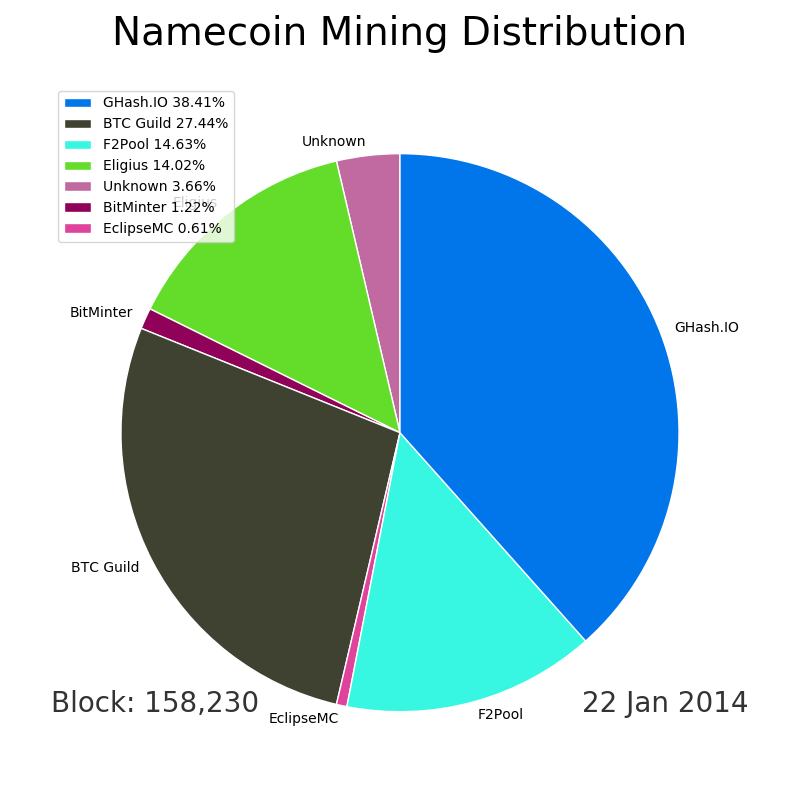 Namecoin Mining Distribution
GHash.IO 38.41%
BTC Guild 27.44%
F2Pool 14.63%
Eligius 14.02%
Unknown 3.66%
BitMinter 1.22%
EclipseMC 0.61%
Unknown
Eligius
BitMinter
GHash.IO
BTC Guild
EclipseMC
F2Pool
Block: 158,230
22 Jan 2014